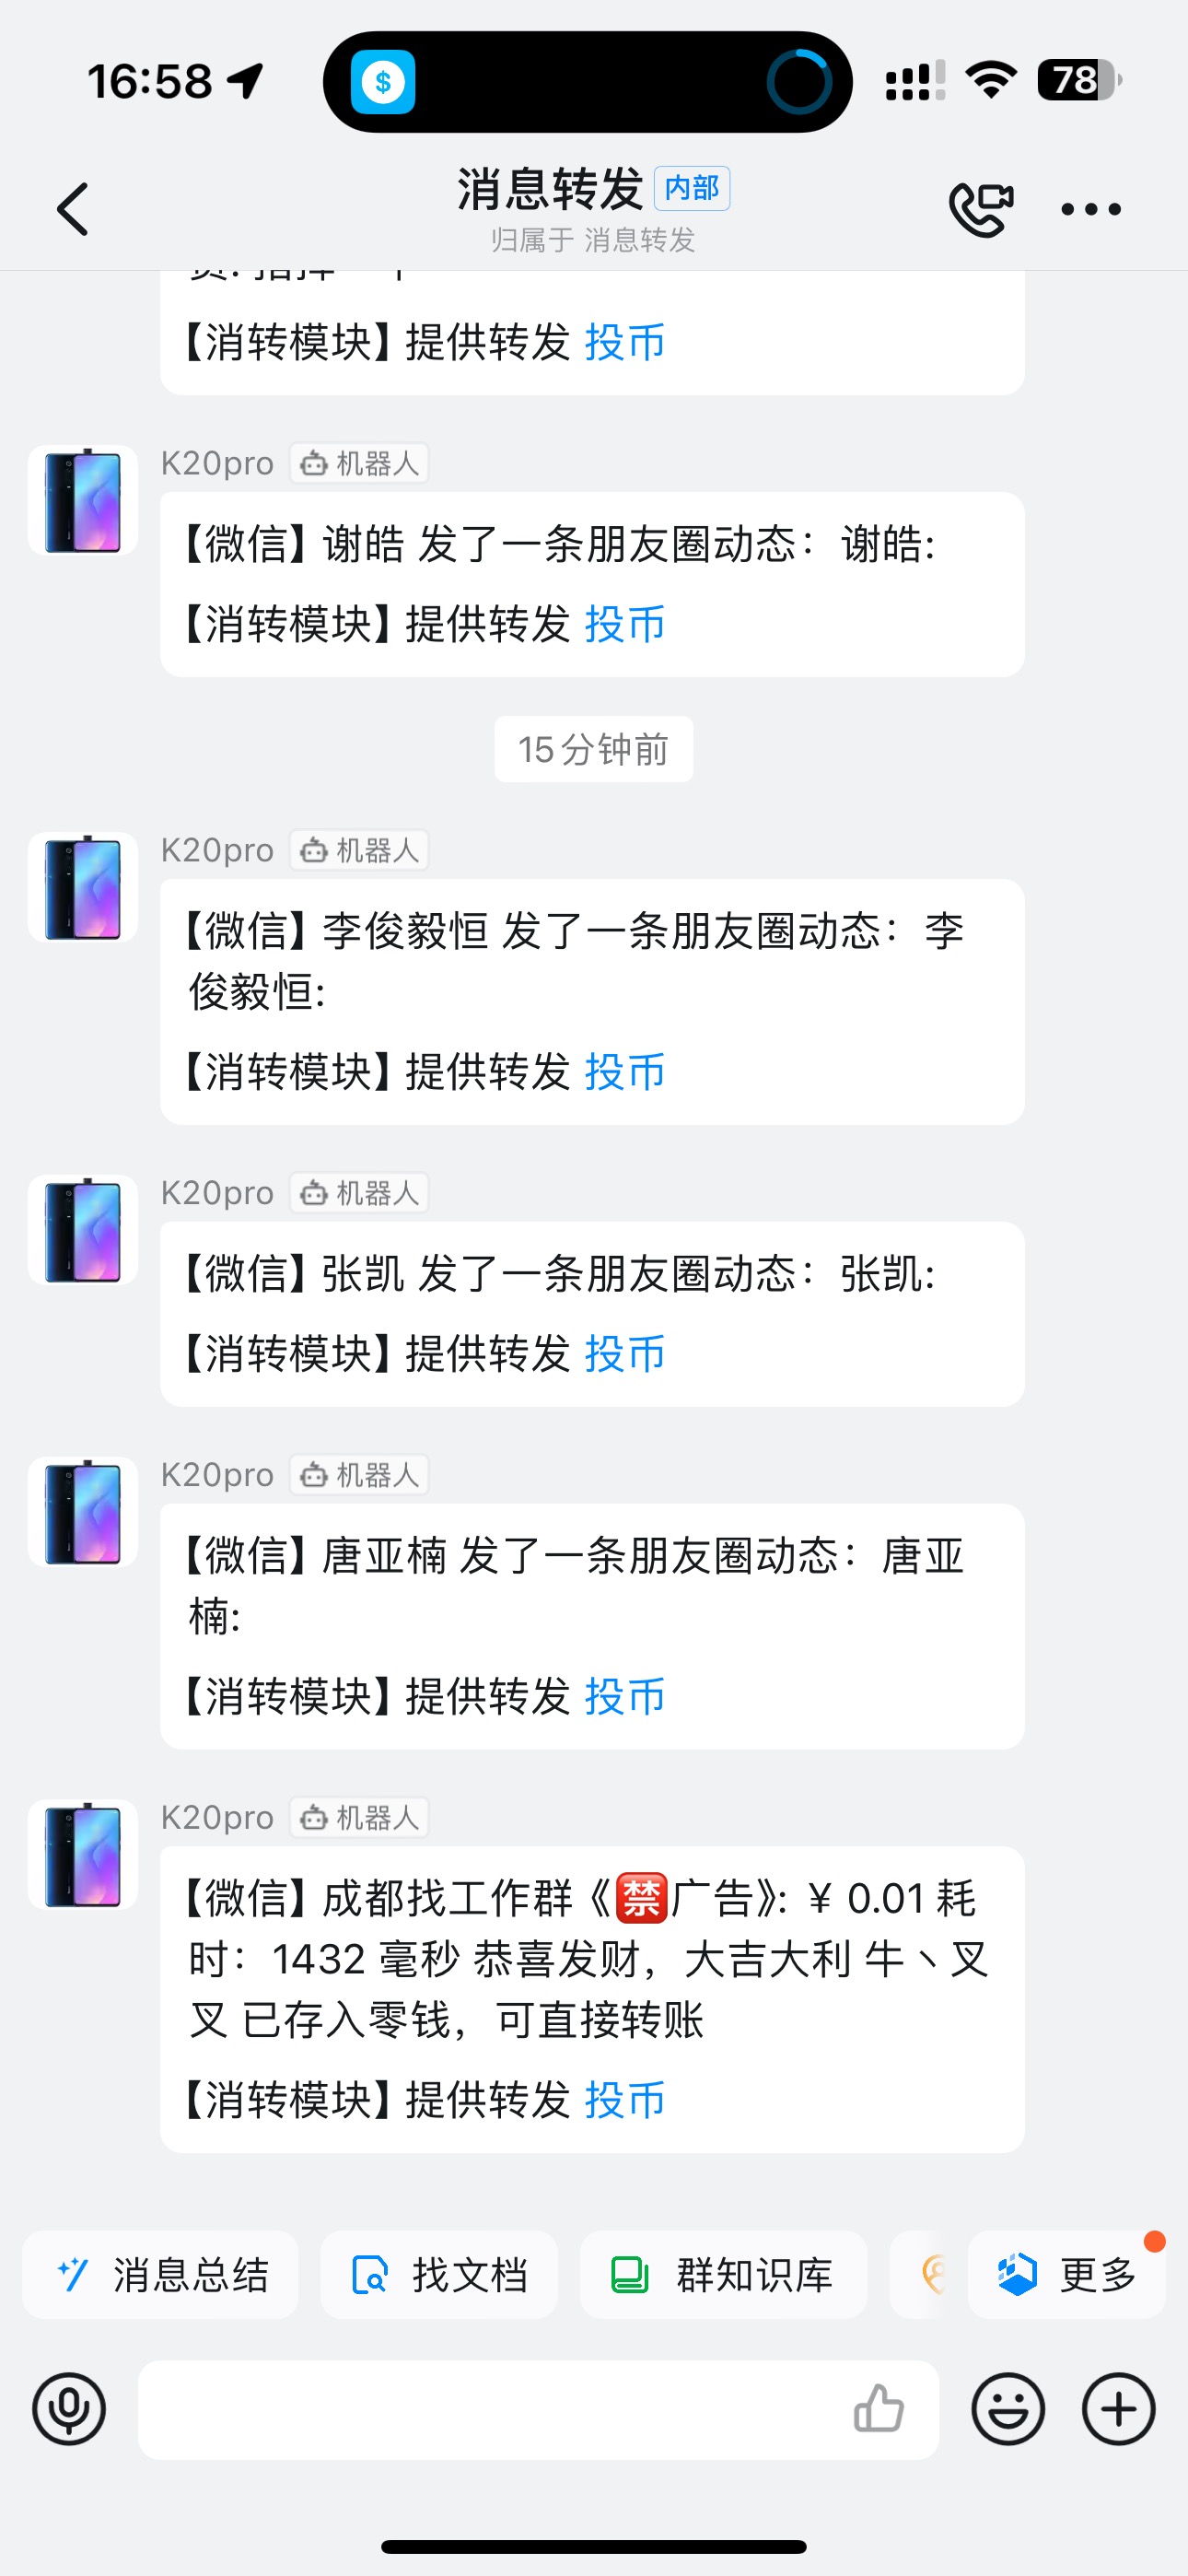 16:58
78
消息转发 内部
归属于 消息转发
【消转模块】提供转发 投币
K20pro 机器人
【微信】谢皓 发了一条朋友圈动态：谢皓:
【消转模块】提供转发 投币
15分钟前
K20pro 机器人
【微信】李俊毅恒 发了一条朋友圈动态：李
俊毅恒:
【消转模块】提供转发 投币
K20pro 机器人
【微信】张凯 发了一条朋友圈动态：张凯:
【消转模块】提供转发 投币
K20pro 机器人
【微信】唐亚楠 发了一条朋友圈动态：唐亚
楠:
【消转模块】提供转发 投币
K20pro 机器人
【微信】成都找工作群《🈲广告》: ¥ 0.01 耗
时：1432 毫秒 恭喜发财，大吉大利 牛丶叉
叉 已存入零钱，可直接转账
【消转模块】提供转发 投币
消息总结 找文档 群知识库 更多